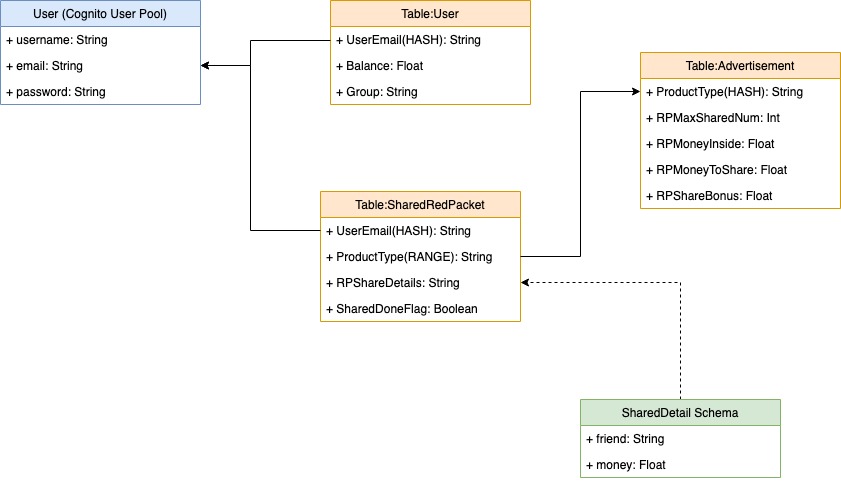 User (Cognito User Pool)
+ username: String
+ email: String
+ password: String
Table:User
+ UserEmail(HASH): String
+ Balance: Float
+ Group: String
Table:Advertisement
+ ProductType(HASH): String
+ RPMaxSharedNum: Int
+ RPMoneyInside: Float
+ RPMoneyToShare: Float
+ RPShareBonus: Float
Table:SharedRedPacket
+ UserEmail(HASH): String
+ ProductType(RANGE): String
+ RPShareDetails: String
+ SharedDoneFlag: Boolean
SharedDetail Schema
+ friend: String
+ money: Float